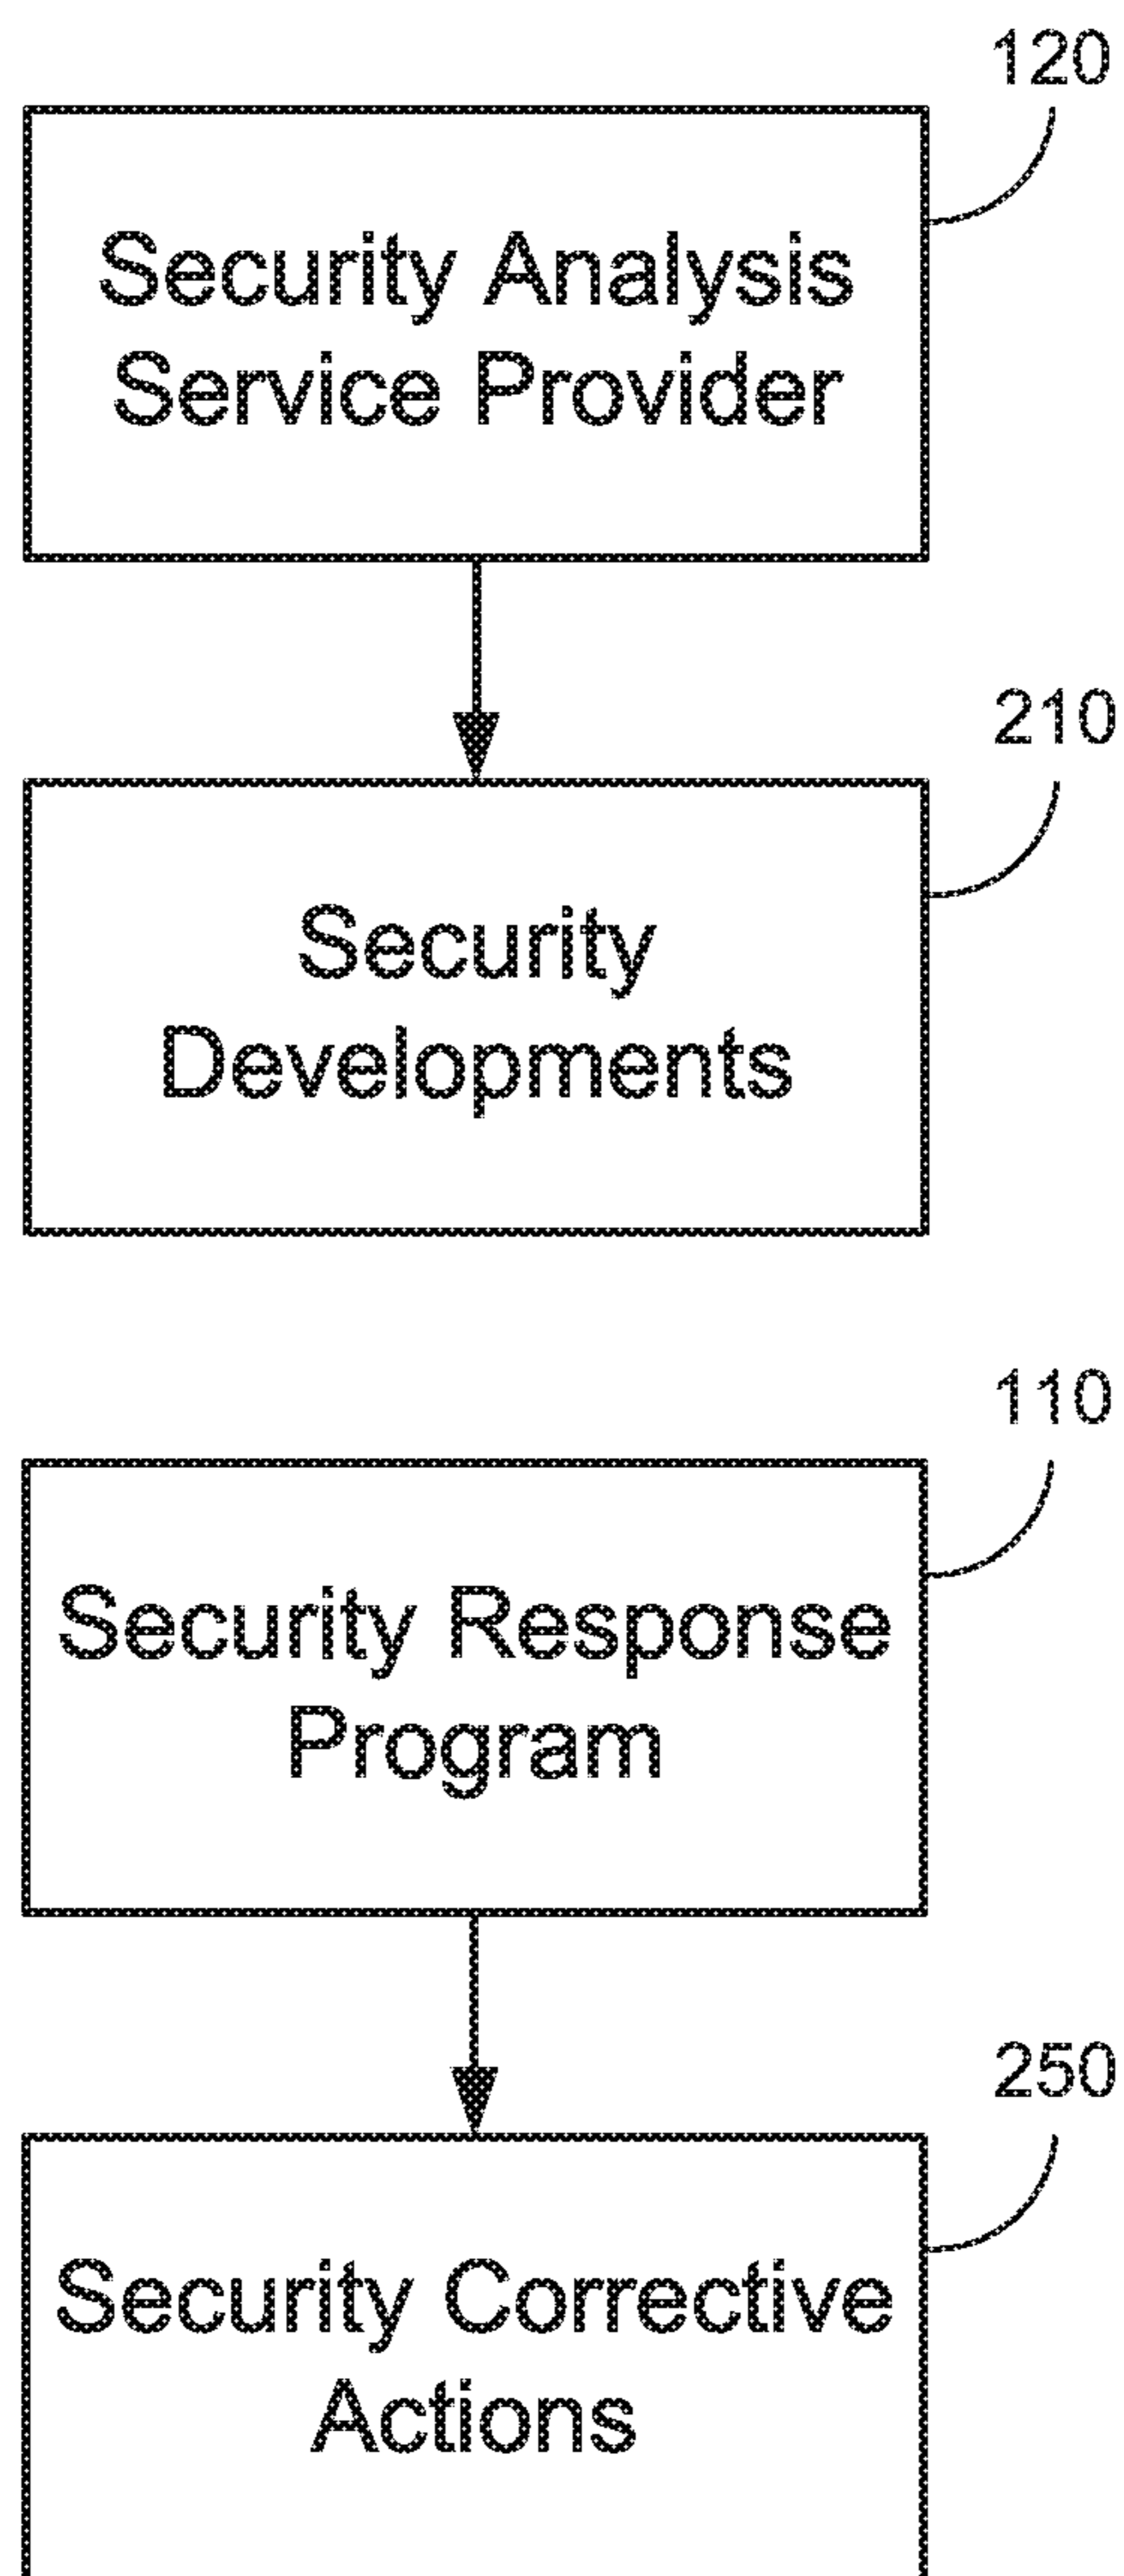 120
Security Analysis
Service Provider
210
Security
Developments
110
Security Response
Program
250
Security Corrective
Actions